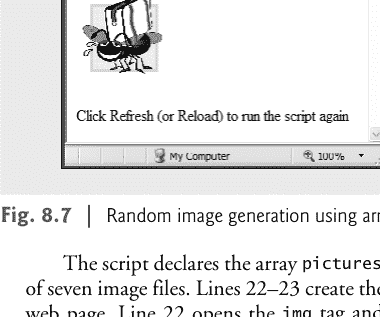 Click Refresh (or Reload) to run the script again
My Computer
100%
Fig. 8.7 | Random image generation using
The script declares the array pictures
of seven image files. Lines 22–23 create the
web page. Line 22 opens the img tag and